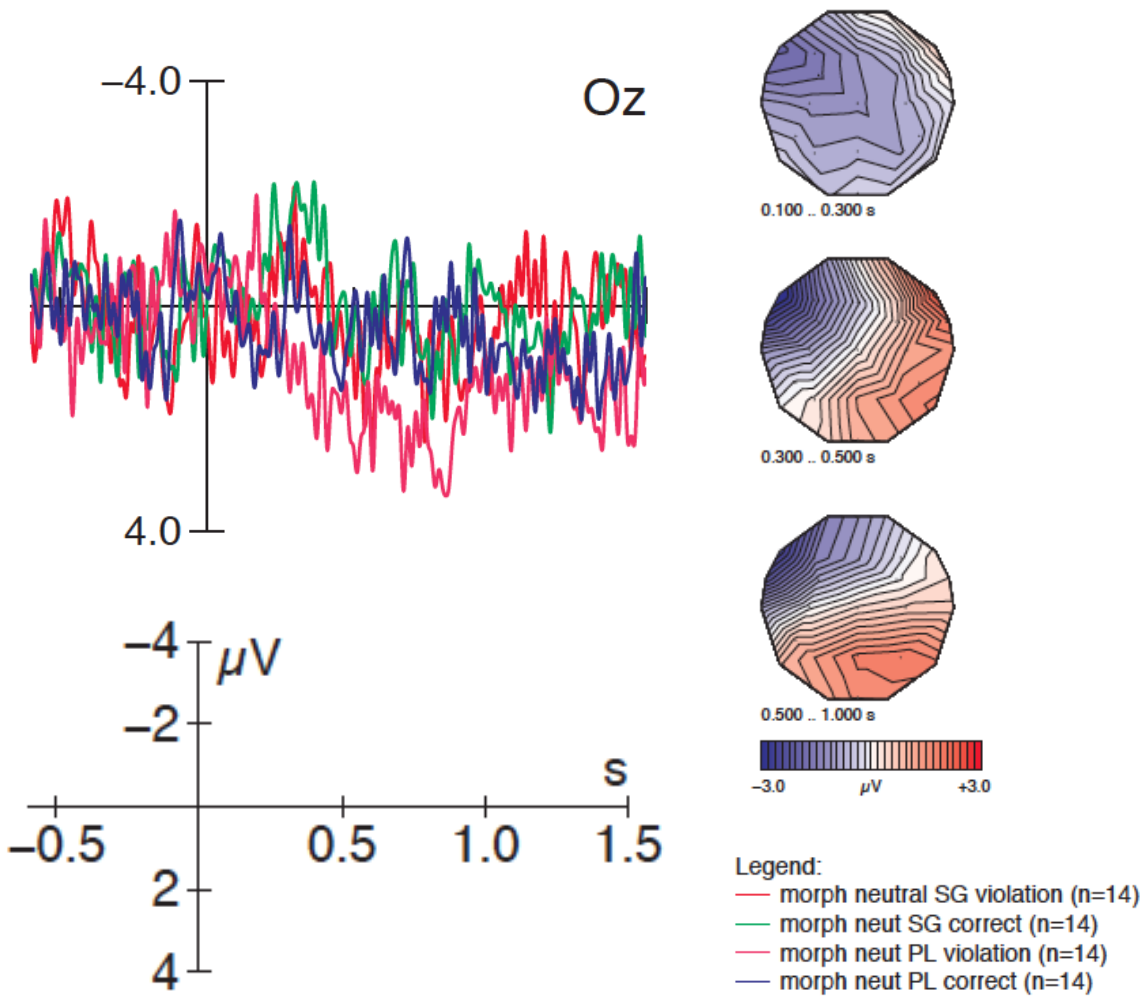 −4.0
Oz
4.0
0.100 .. 0.300 s
0.300 .. 0.500 s
0.500 .. 1.000 s
−3.0 µV +3.0
−4
µV
−2
s
−0.5 0.5 1.0 1.5
2
4
Legend:
morph neutral SG violation (n=14)
morph neut SG correct (n=14)
morph neut PL violation (n=14)
morph neut PL correct (n=14)